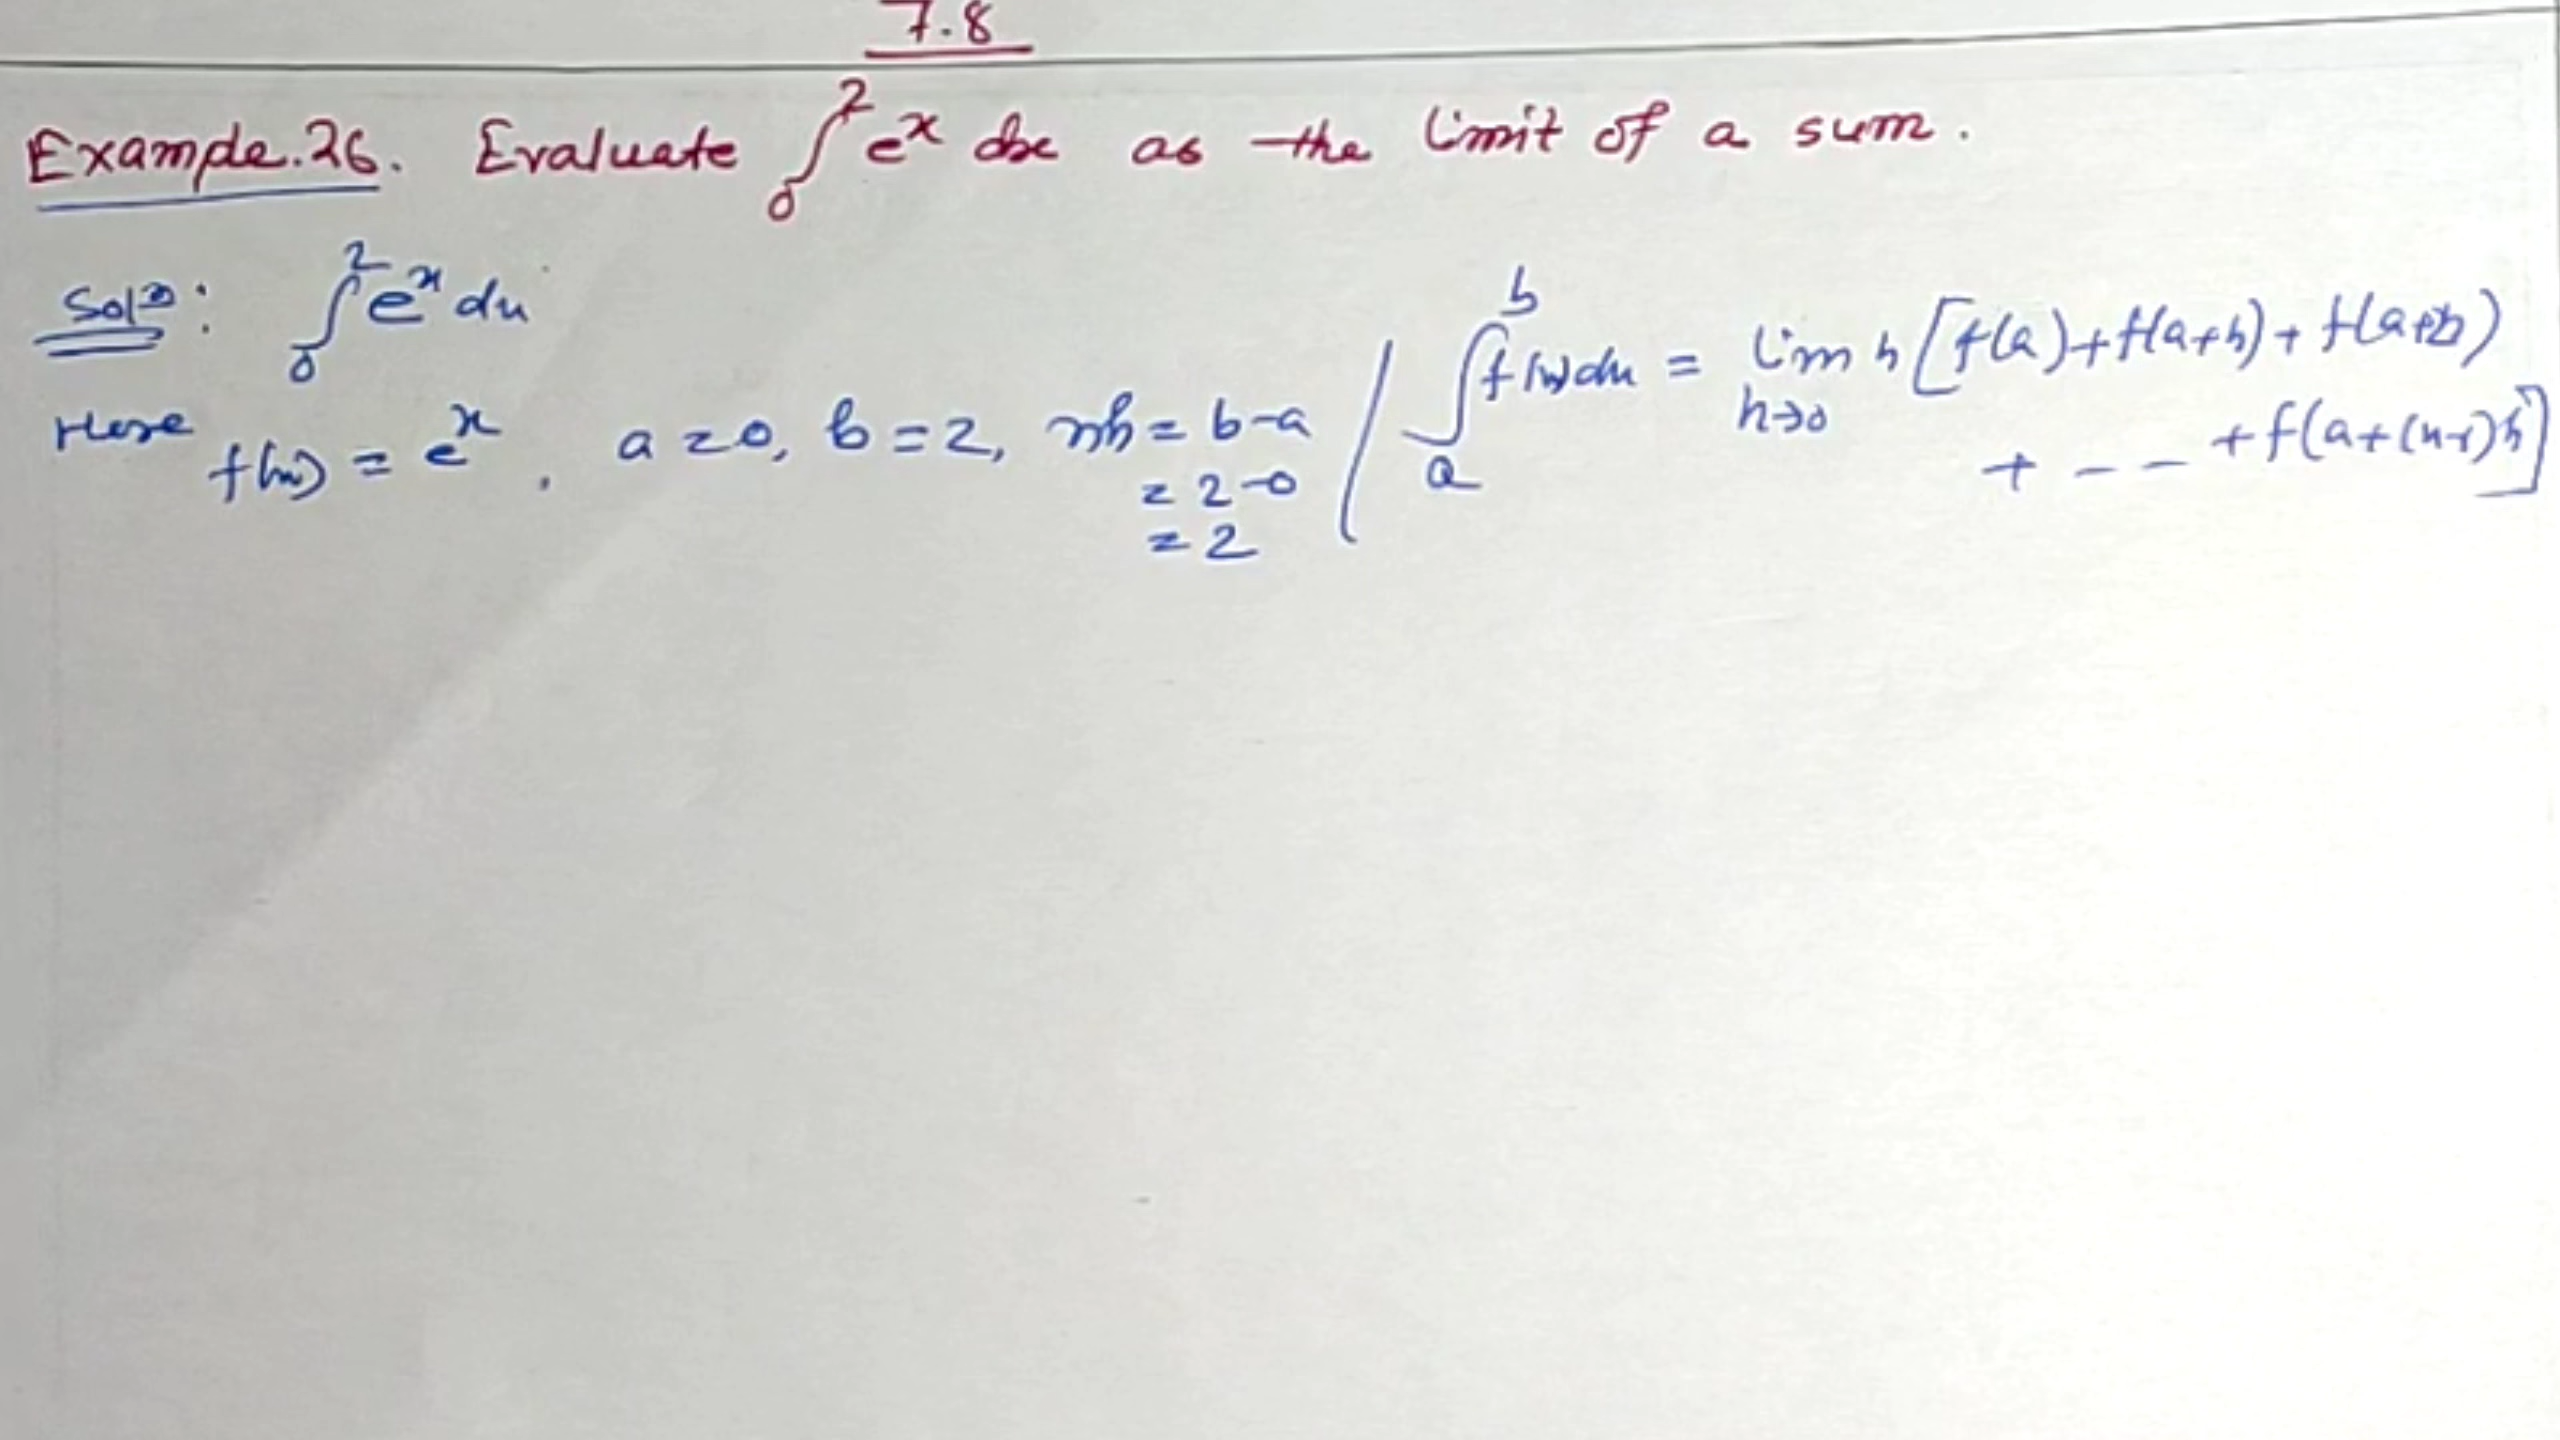 7.8
Example.26. Evaluate ∫₀² eˣ dx as the limit of a sum.
Solⁿ: ∫₀² eˣ dx
Here f(x) = eˣ, a = 0, b = 2, nh = b-a
= 2-0
= 2
∫ₐᵇ f(x)dx = lim h→0 h [f(a)+f(a+h)+f(a+2h)
+ - - - +f(a+(n-1)h)]